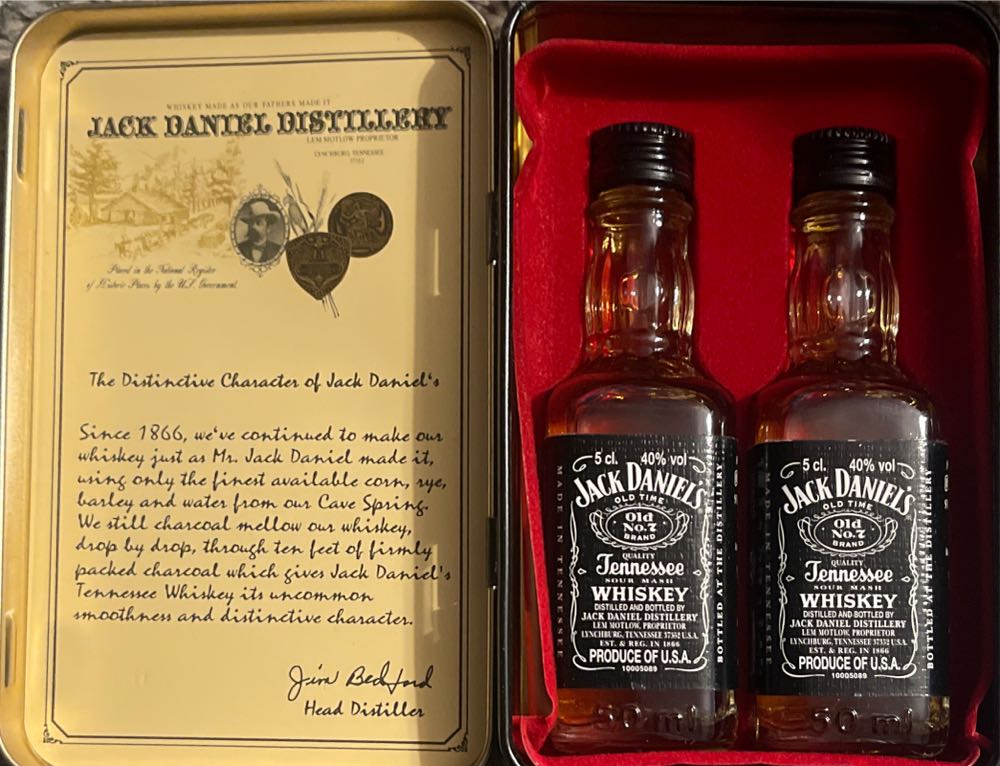 WHISKEY MADE AS OUR FATHERS MADE IT
JACK DANIEL DISTILLERY
LEM MOTLOW PROPRIETOR
LYNCHBURG, TENNESSEE
37352
Placed in the National Register
of Historic Places by the U.S. Government.
The Distinctive Character of Jack Daniel's
Since 1866, we've continued to make our
whiskey just as Mr. Jack Daniel made it,
using only the finest available corn, rye,
barley and water from our Cave Spring.
We still charcoal mellow our whiskey,
drop by drop, through ten feet of firmly
packed charcoal which gives Jack Daniel's
Tennessee Whiskey its uncommon
smoothness and distinctive character.
Jim Bedford
Head Distiller
5 cl. 40% vol
JACK DANIEL'S
OLD TIME
Old
No.7
BRAND
QUALITY
Tennessee
SOUR MASH
WHISKEY
DISTILLED AND BOTTLED BY
JACK DANIEL DISTILLERY
LEM MOTLOW, PROPRIETOR
LYNCHBURG, TENNESSEE 37352 U.S.A.
EST. & REG. IN 1866
PRODUCE OF U.S.A.
10005089
MADE IN TENNESSEE
BOTTLED AT THE DISTILLERY
50 ml
5 cl. 40% vol
JACK DANIEL'S
OLD TIME
Old
No.7
BRAND
QUALITY
Tennessee
SOUR MASH
WHISKEY
DISTILLED AND BOTTLED BY
JACK DANIEL DISTILLERY
LEM MOTLOW, PROPRIETOR
LYNCHBURG, TENNESSEE 37352 U.S.A.
EST. & REG. IN 1866
PRODUCE OF U.S.A.
10005089
MADE IN TENNESSEE
BOTTLED AT THE DISTILLERY
50 ml